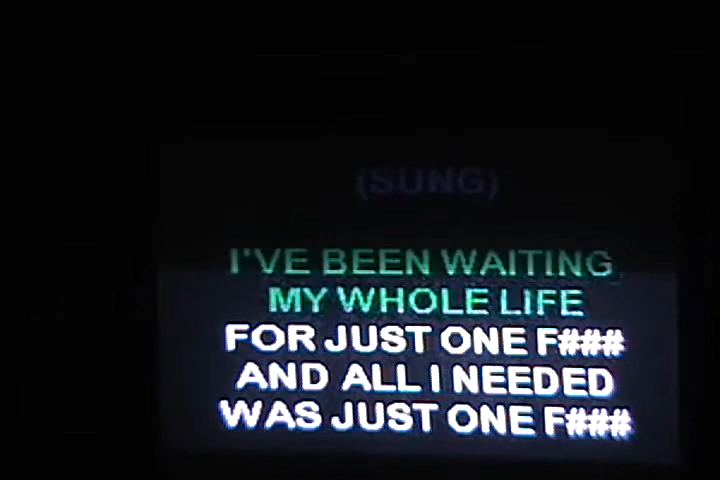 (SUNG)
I'VE BEEN WAITING
MY WHOLE LIFE
FOR JUST ONE F###
AND ALL I NEEDED
WAS JUST ONE F###